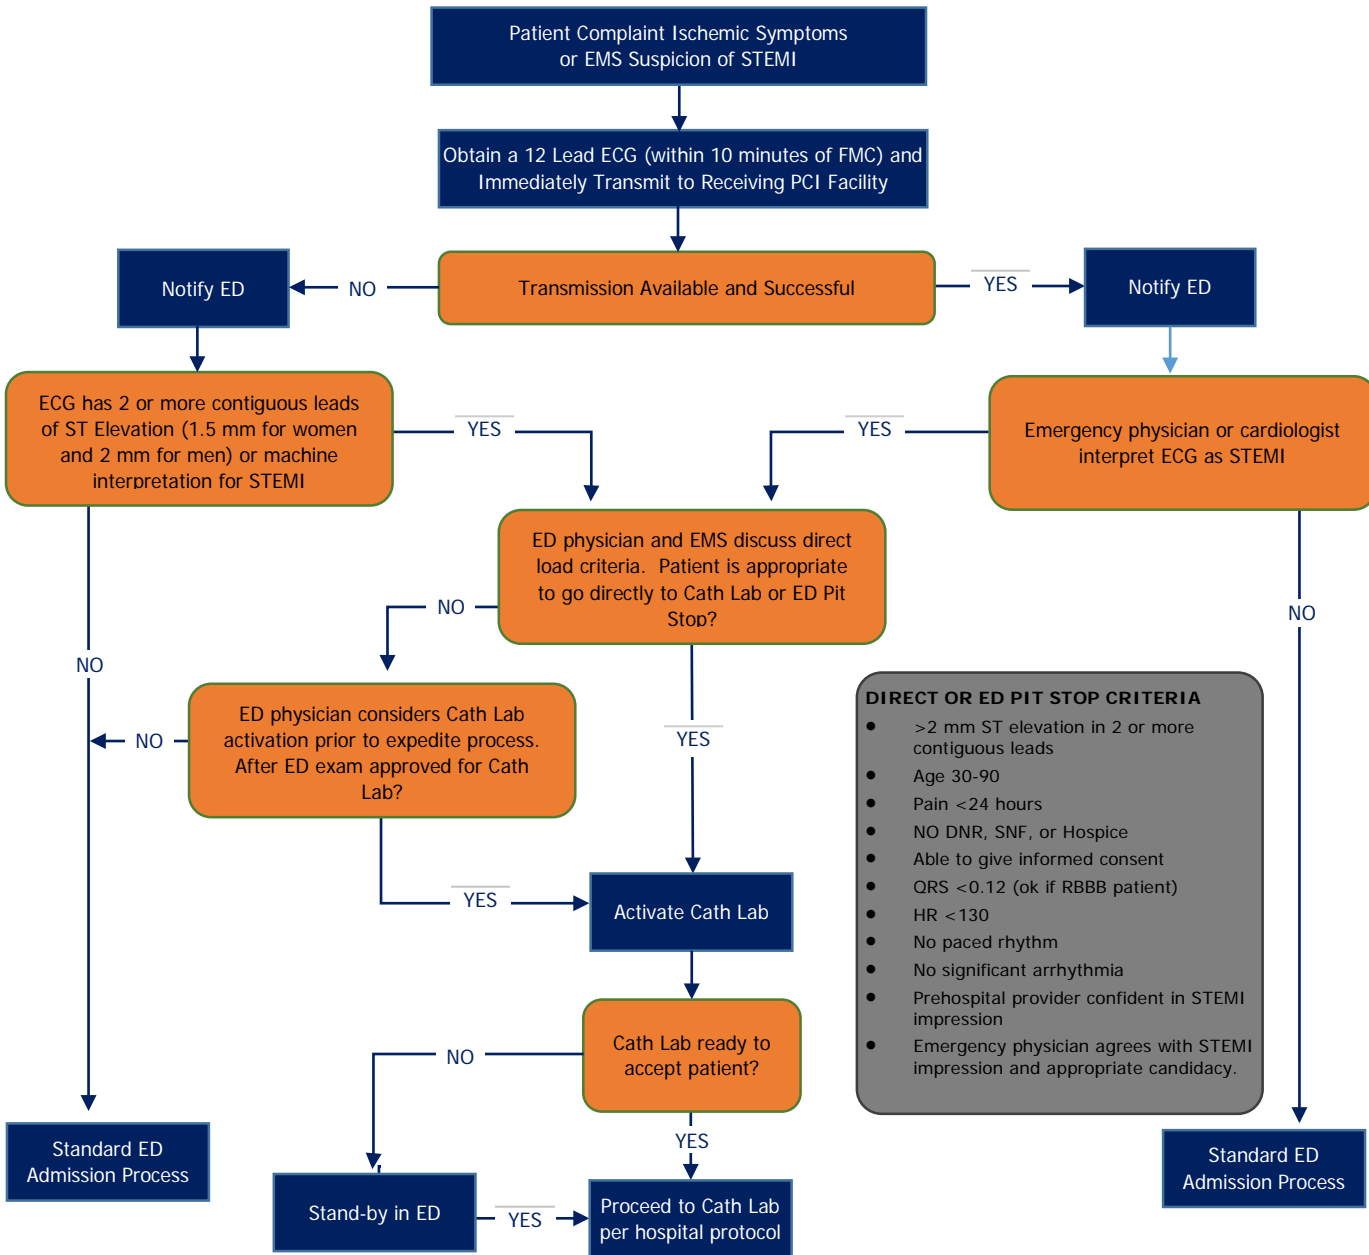 Patient Complaint Ischemic Symptoms
or EMS Suspicion of STEMI
Obtain a 12 Lead ECG (within 10 minutes of FMC) and
Immediately Transmit to Receiving PCI Facility
Notify ED
NO
Transmission Available and Successful
YES
Notify ED
ECG has 2 or more contiguous leads
of ST Elevation (1.5 mm for women
and 2 mm for men) or machine
interpretation for STEMI
YES
YES
Emergency physician or cardiologist
interpret ECG as STEMI
ED physician and EMS discuss direct
load criteria. Patient is appropriate
to go directly to Cath Lab or ED Pit
Stop?
NO
NO
NO
ED physician considers Cath Lab
activation prior to expedite process.
After ED exam approved for Cath
Lab?
NO
YES
DIRECT OR ED PIT STOP CRITERIA
• >2 mm ST elevation in 2 or more
contiguous leads
• Age 30-90
• Pain <24 hours
• NO DNR, SNF, or Hospice
• Able to give informed consent
• QRS <0.12 (ok if RBBB patient)
• HR <130
• No paced rhythm
• No significant arrhythmia
• Prehospital provider confident in STEMI
impression
• Emergency physician agrees with STEMI
impression and appropriate candidacy.
YES
Activate Cath Lab
NO
Cath Lab ready to
accept patient?
YES
Standard ED
Admission Process
Standard ED
Admission Process
Stand-by in ED
YES
Proceed to Cath Lab
per hospital protocol